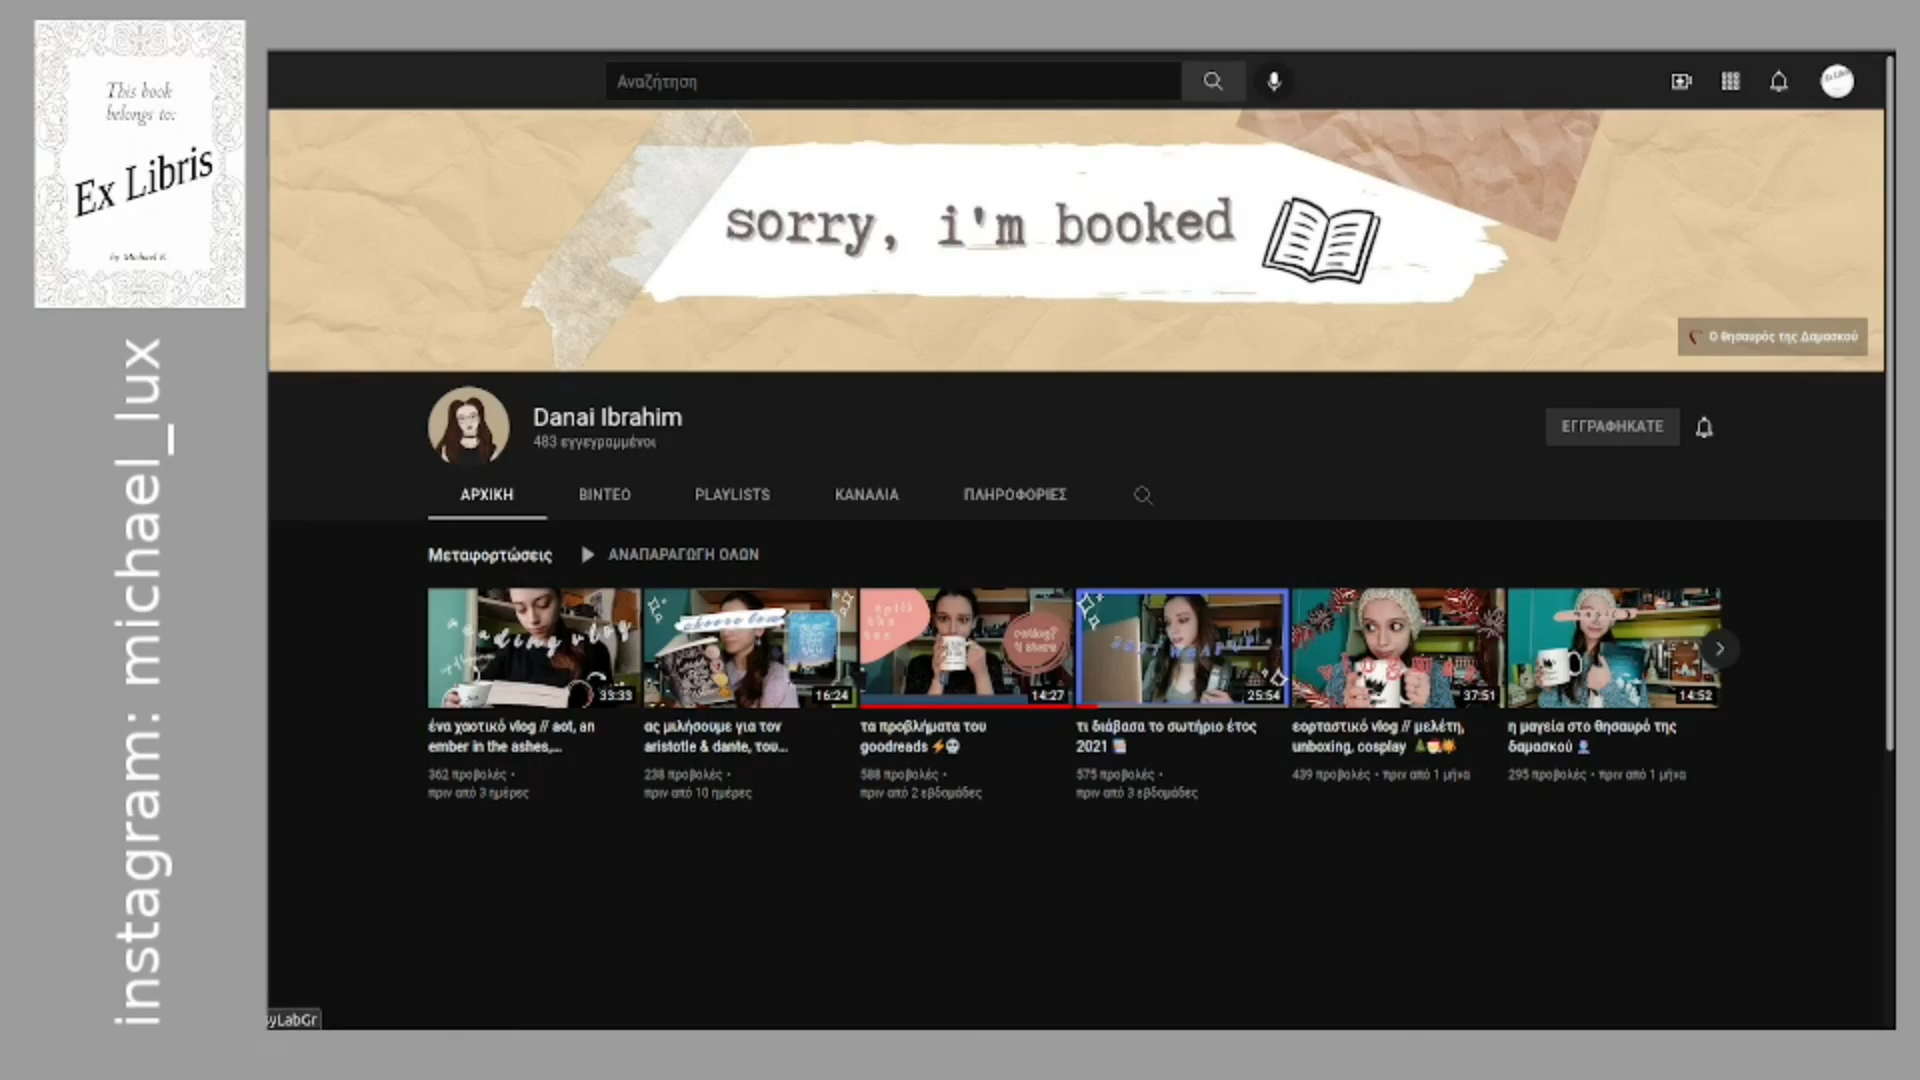 This book
belongs to:
Ex Libris
by Michael K
instagram: michael_lux
Αναζήτηση
sorry, i'm booked
Ο θησαυρός της Δαμασκού
Danai Ibrahim
483 εγγεγραμμένοι
ΕΓΓΡΑΦΗΚΑΤΕ
ΑΡΧΙΚΗ ΒΙΝΤΕΟ PLAYLISTS ΚΑΝΑΛΙΑ ΠΛΗΡΟΦΟΡΙΕΣ
Μεταφορτώσεις ΑΝΑΠΑΡΑΓΩΓΗ ΟΛΩΝ
33:33
16:24
14:27
25:54
37:51
14:52
ένα χαοτικό vlog // aot, an
ember in the ashes,...
362 προβολές •
πριν από 3 ημέρες
ας μιλήσουμε για τον
aristotle & dante, του...
238 προβολές •
πριν από 10 ημέρες
τα προβλήματα του
goodreads ⚡💀
588 προβολές •
πριν από 2 εβδομάδες
τι διάβασα το σωτήριο έτος
2021
575 προβολές •
πριν από 3 εβδομάδες
εορταστικό vlog // μελέτη,
unboxing, cosplay
439 προβολές • πριν από 1 μήνα
η μαγεία στο θησαυρό της
δαμασκού
295 προβολές • πριν από 1 μήνα
syLabGr